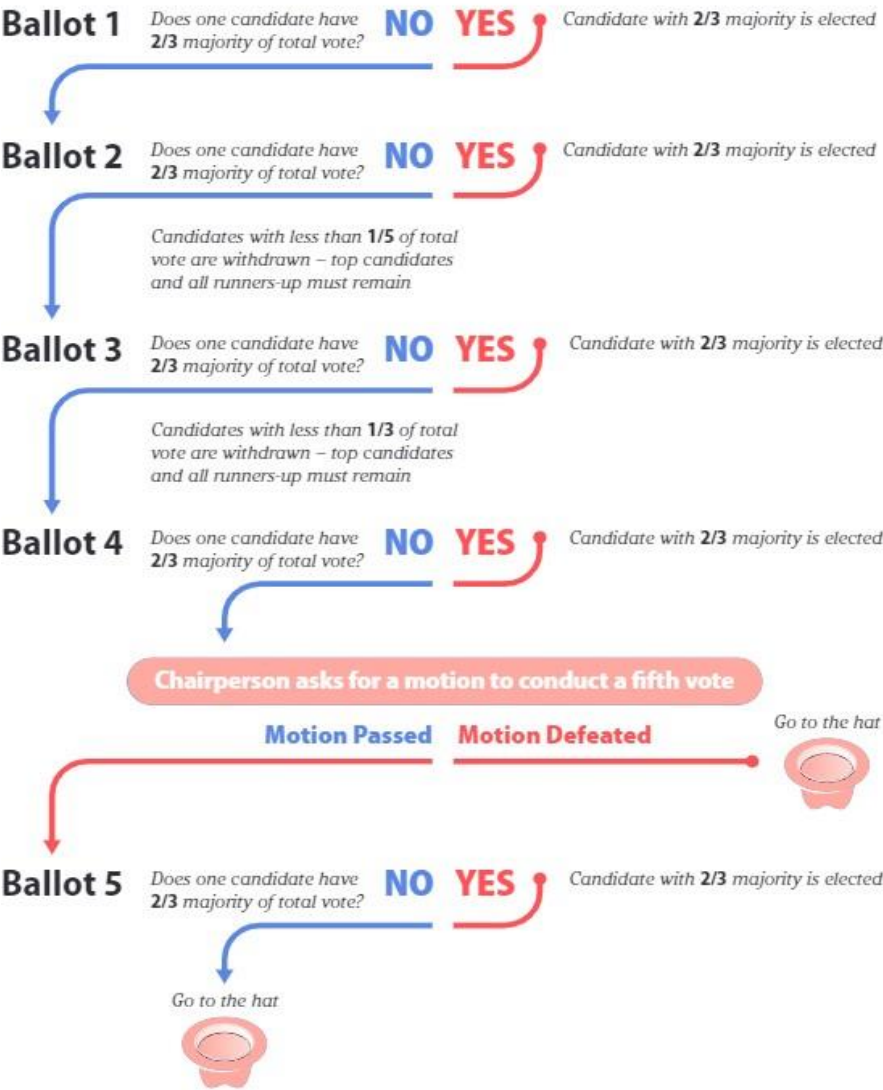 Ballot 1
Does one candidate have
2/3 majority of total vote?
NO YES
Candidate with 2/3 majority is elected
Ballot 2
Does one candidate have
2/3 majority of total vote?
NO YES
Candidate with 2/3 majority is elected
Candidates with less than 1/5 of total
vote are withdrawn – top candidates
and all runners-up must remain
Ballot 3
Does one candidate have
2/3 majority of total vote?
NO YES
Candidate with 2/3 majority is elected
Candidates with less than 1/3 of total
vote are withdrawn – top candidates
and all runners-up must remain
Ballot 4
Does one candidate have
2/3 majority of total vote?
NO YES
Candidate with 2/3 majority is elected
Chairperson asks for a motion to conduct a fifth vote
Motion Passed Motion Defeated
Go to the hat
Ballot 5
Does one candidate have
2/3 majority of total vote?
NO YES
Candidate with 2/3 majority is elected
Go to the hat